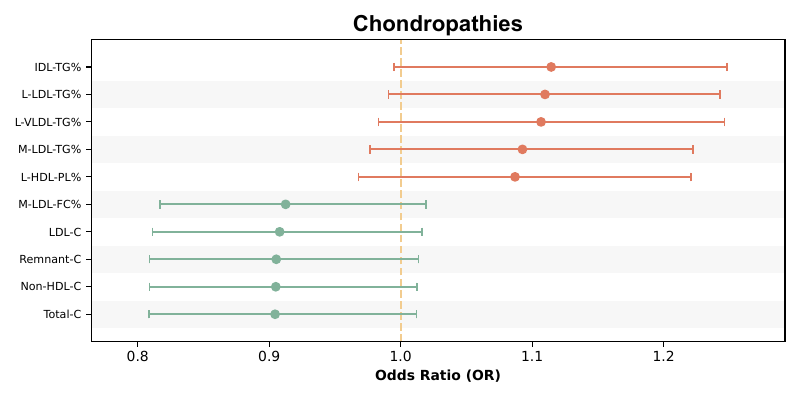 Chondropathies
IDL-TG%
L-LDL-TG%
L-VLDL-TG%
M-LDL-TG%
L-HDL-PL%
M-LDL-FC%
LDL-C
Remnant-C
Non-HDL-C
Total-C
0.8 0.9 1.0 1.1 1.2
Odds Ratio (OR)